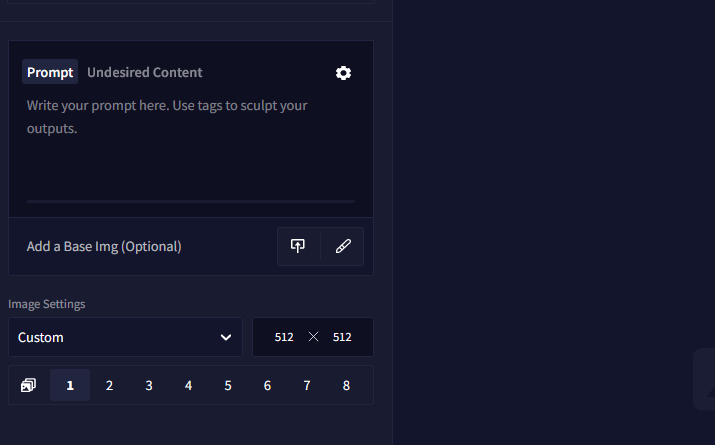 Prompt Undesired Content
Write your prompt here. Use tags to sculpt your
outputs.
Add a Base Img (Optional)
Image Settings
Custom 512 × 512
1 2 3 4 5 6 7 8